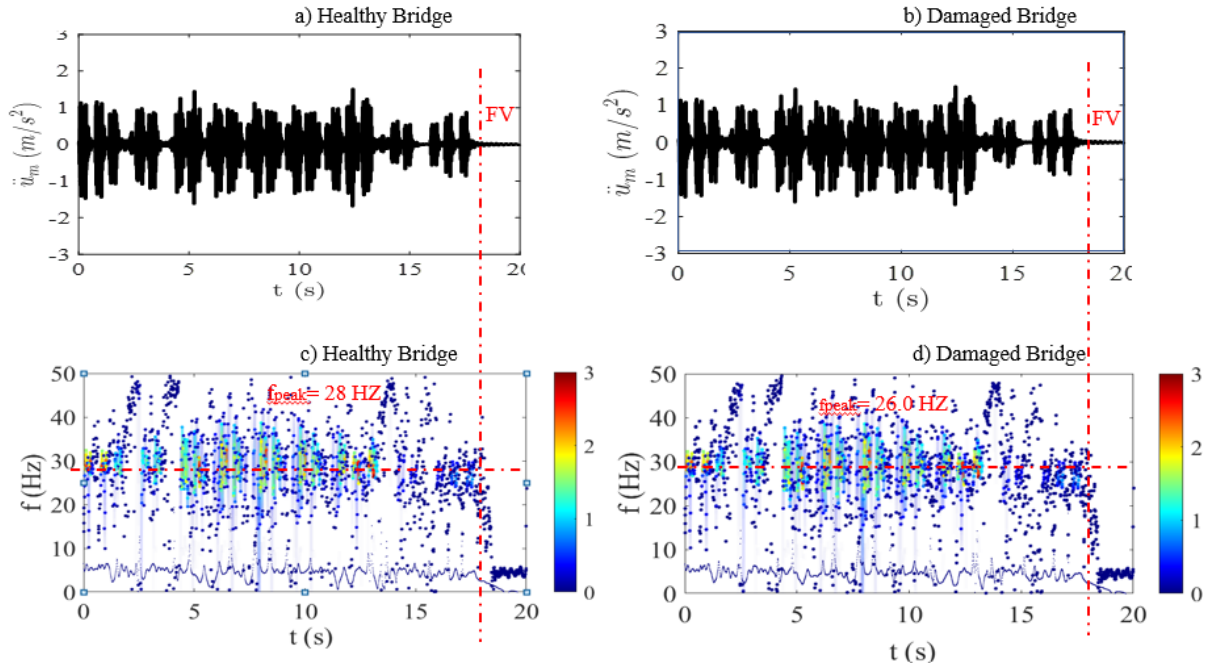 a) Healthy Bridge
3
2
1
0
-1
-2
-3
ü_m (m/s²)
FV
0 5 10 15 20
t (s)
b) Damaged Bridge
3
2
1
0
-1
-2
-3
ü_m (m/s²)
FV
0 5 10 15 20
t (s)
c) Healthy Bridge
50
40
30
20
10
0
f (Hz)
fpeak= 28 HZ
3
2
1
0
0 5 10 15 20
t (s)
d) Damaged Bridge
50
40
30
20
10
0
f (Hz)
fpeak= 26.0 HZ
3
2
1
0
0 5 10 15 20
t (s)